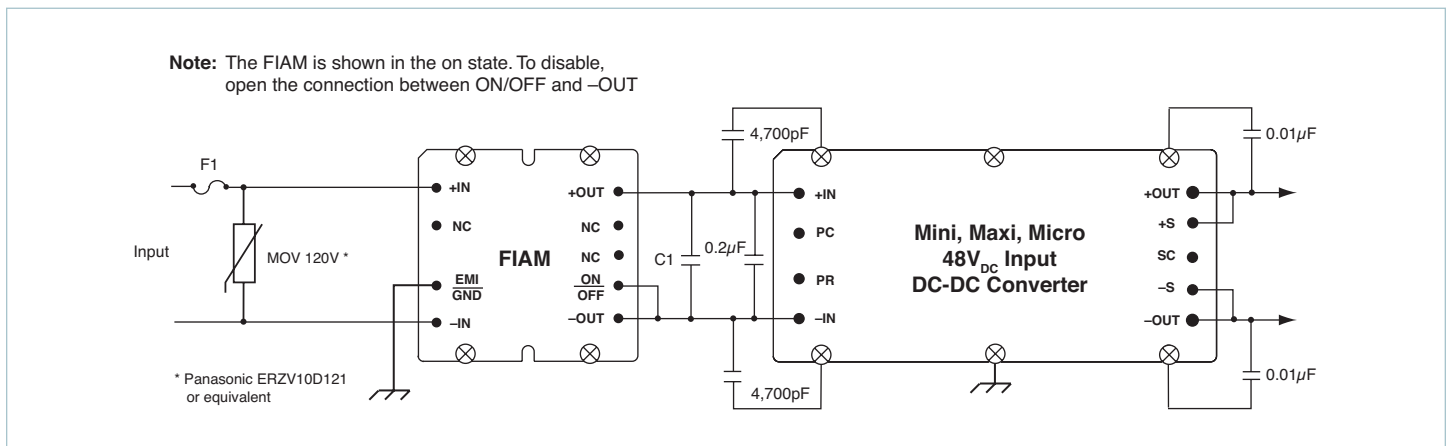 Note: The FIAM is shown in the on state. To disable,
open the connection between ON/OFF and –OUT
F1
Input
MOV 120V *
* Panasonic ERZV10D121
or equivalent
+IN
NC
EMI
GND
–IN
FIAM
+OUT
NC
NC
ON
OFF
–OUT
C1
0.2µF
4,700pF
4,700pF
+IN
PC
PR
–IN
Mini, Maxi, Micro
48VDC Input
DC-DC Converter
+OUT
+S
SC
–S
–OUT
0.01µF
0.01µF